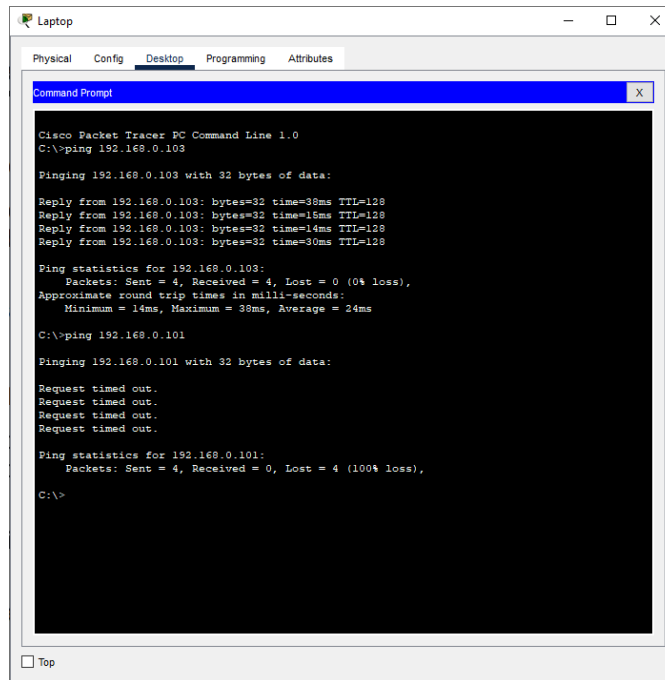 Laptop
Physical Config Desktop Programming Attributes
Command Prompt
X
Cisco Packet Tracer PC Command Line 1.0
C:\>ping 192.168.0.103
Pinging 192.168.0.103 with 32 bytes of data:
Reply from 192.168.0.103: bytes=32 time=38ms TTL=128
Reply from 192.168.0.103: bytes=32 time=15ms TTL=128
Reply from 192.168.0.103: bytes=32 time=14ms TTL=128
Reply from 192.168.0.103: bytes=32 time=30ms TTL=128
Ping statistics for 192.168.0.103:
Packets: Sent = 4, Received = 4, Lost = 0 (0% loss),
Approximate round trip times in milli-seconds:
Minimum = 14ms, Maximum = 38ms, Average = 24ms
C:\>ping 192.168.0.101
Pinging 192.168.0.101 with 32 bytes of data:
Request timed out.
Request timed out.
Request timed out.
Request timed out.
Ping statistics for 192.168.0.101:
Packets: Sent = 4, Received = 0, Lost = 4 (100% loss),
C:\>
Top